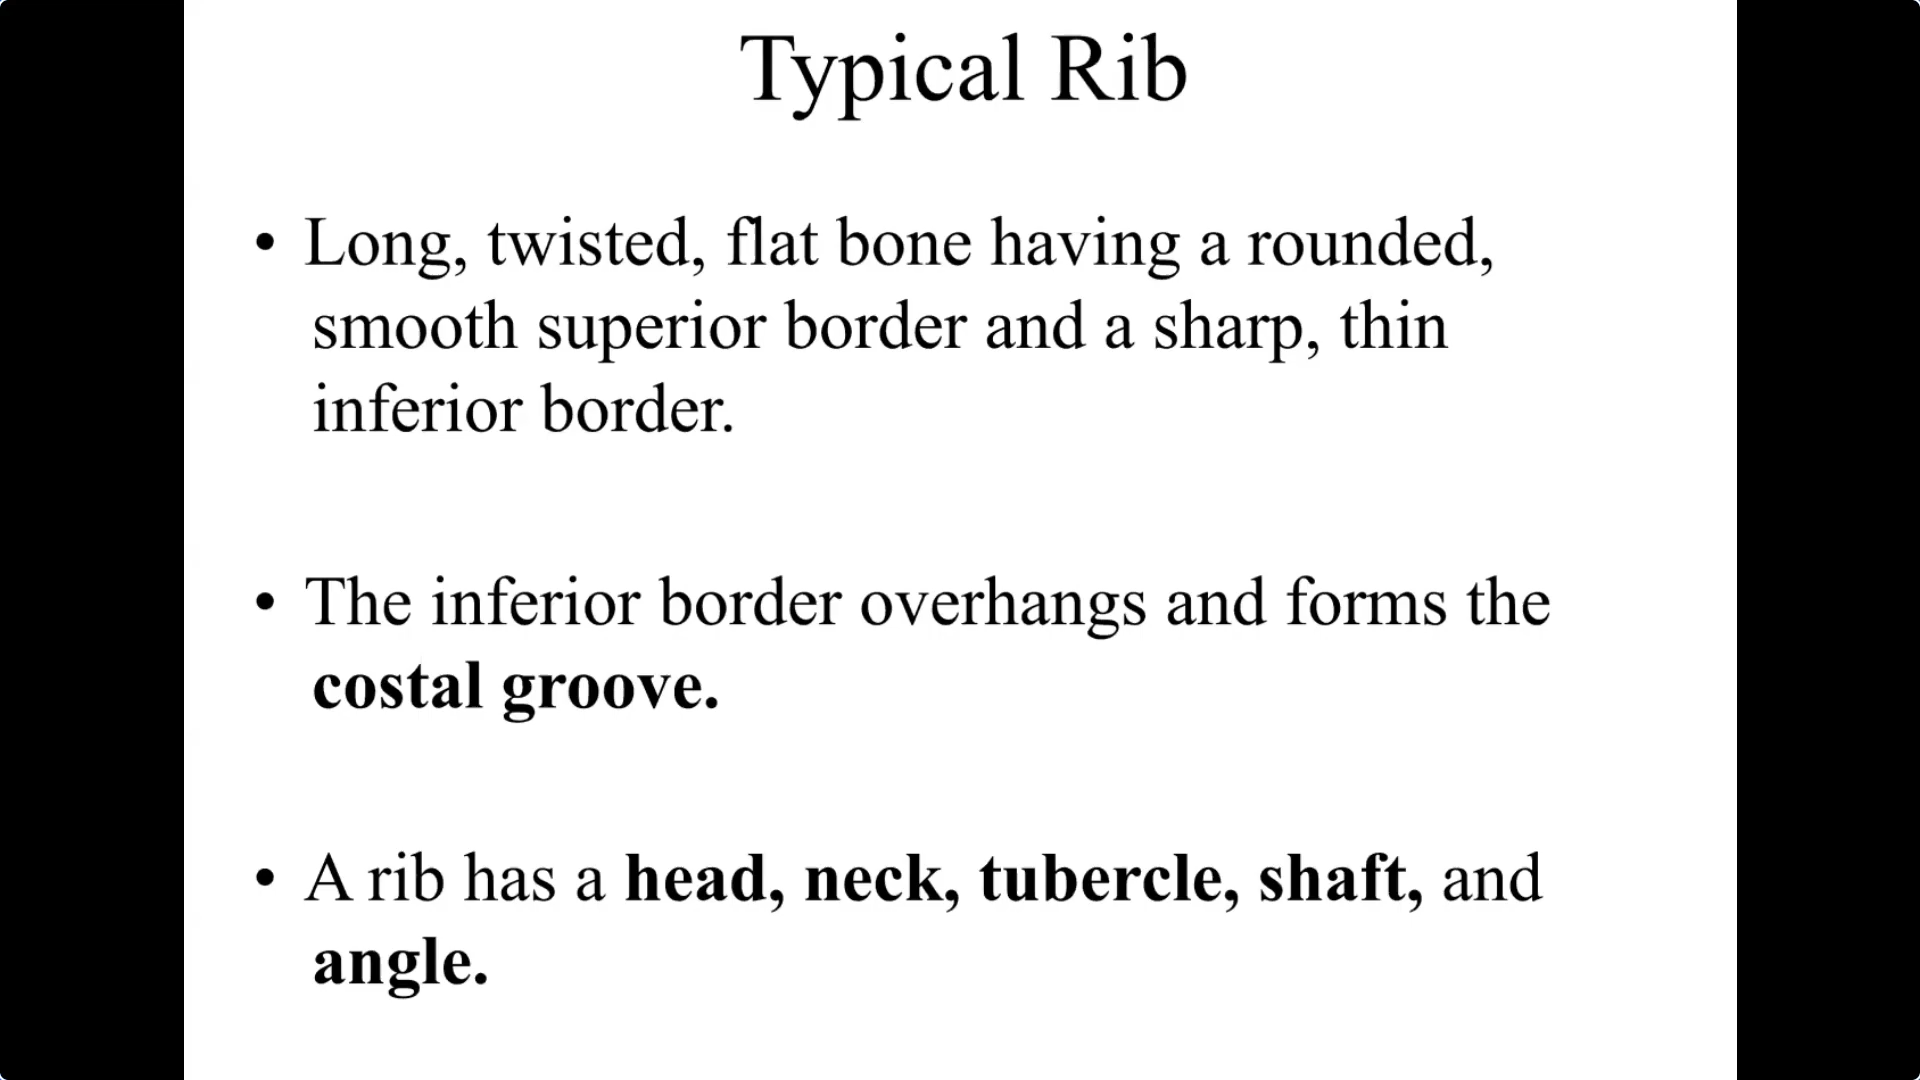 Typical Rib
• Long, twisted, flat bone having a rounded,
smooth superior border and a sharp, thin
inferior border.
• The inferior border overhangs and forms the
costal groove.
• A rib has a head, neck, tubercle, shaft, and
angle.